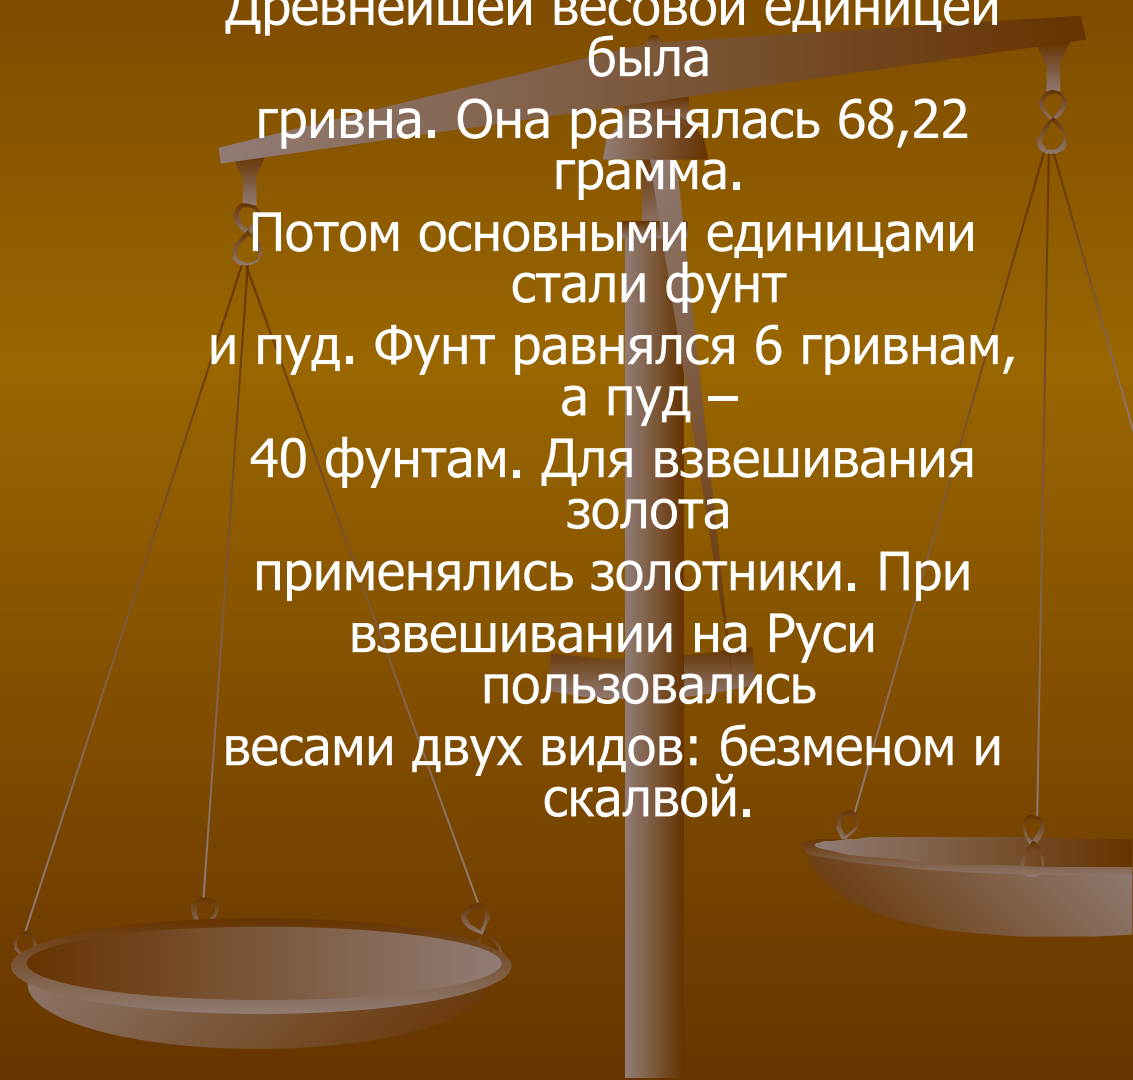 Древнейшей весовой единицей
была
гривна. Она равнялась 68,22
грамма.
Потом основными единицами
стали фунт
и пуд. Фунт равнялся 6 гривнам,
а пуд –
40 фунтам. Для взвешивания
золота
применялись золотники. При
взвешивании на Руси
пользовались
весами двух видов: безменом и
скалвой.